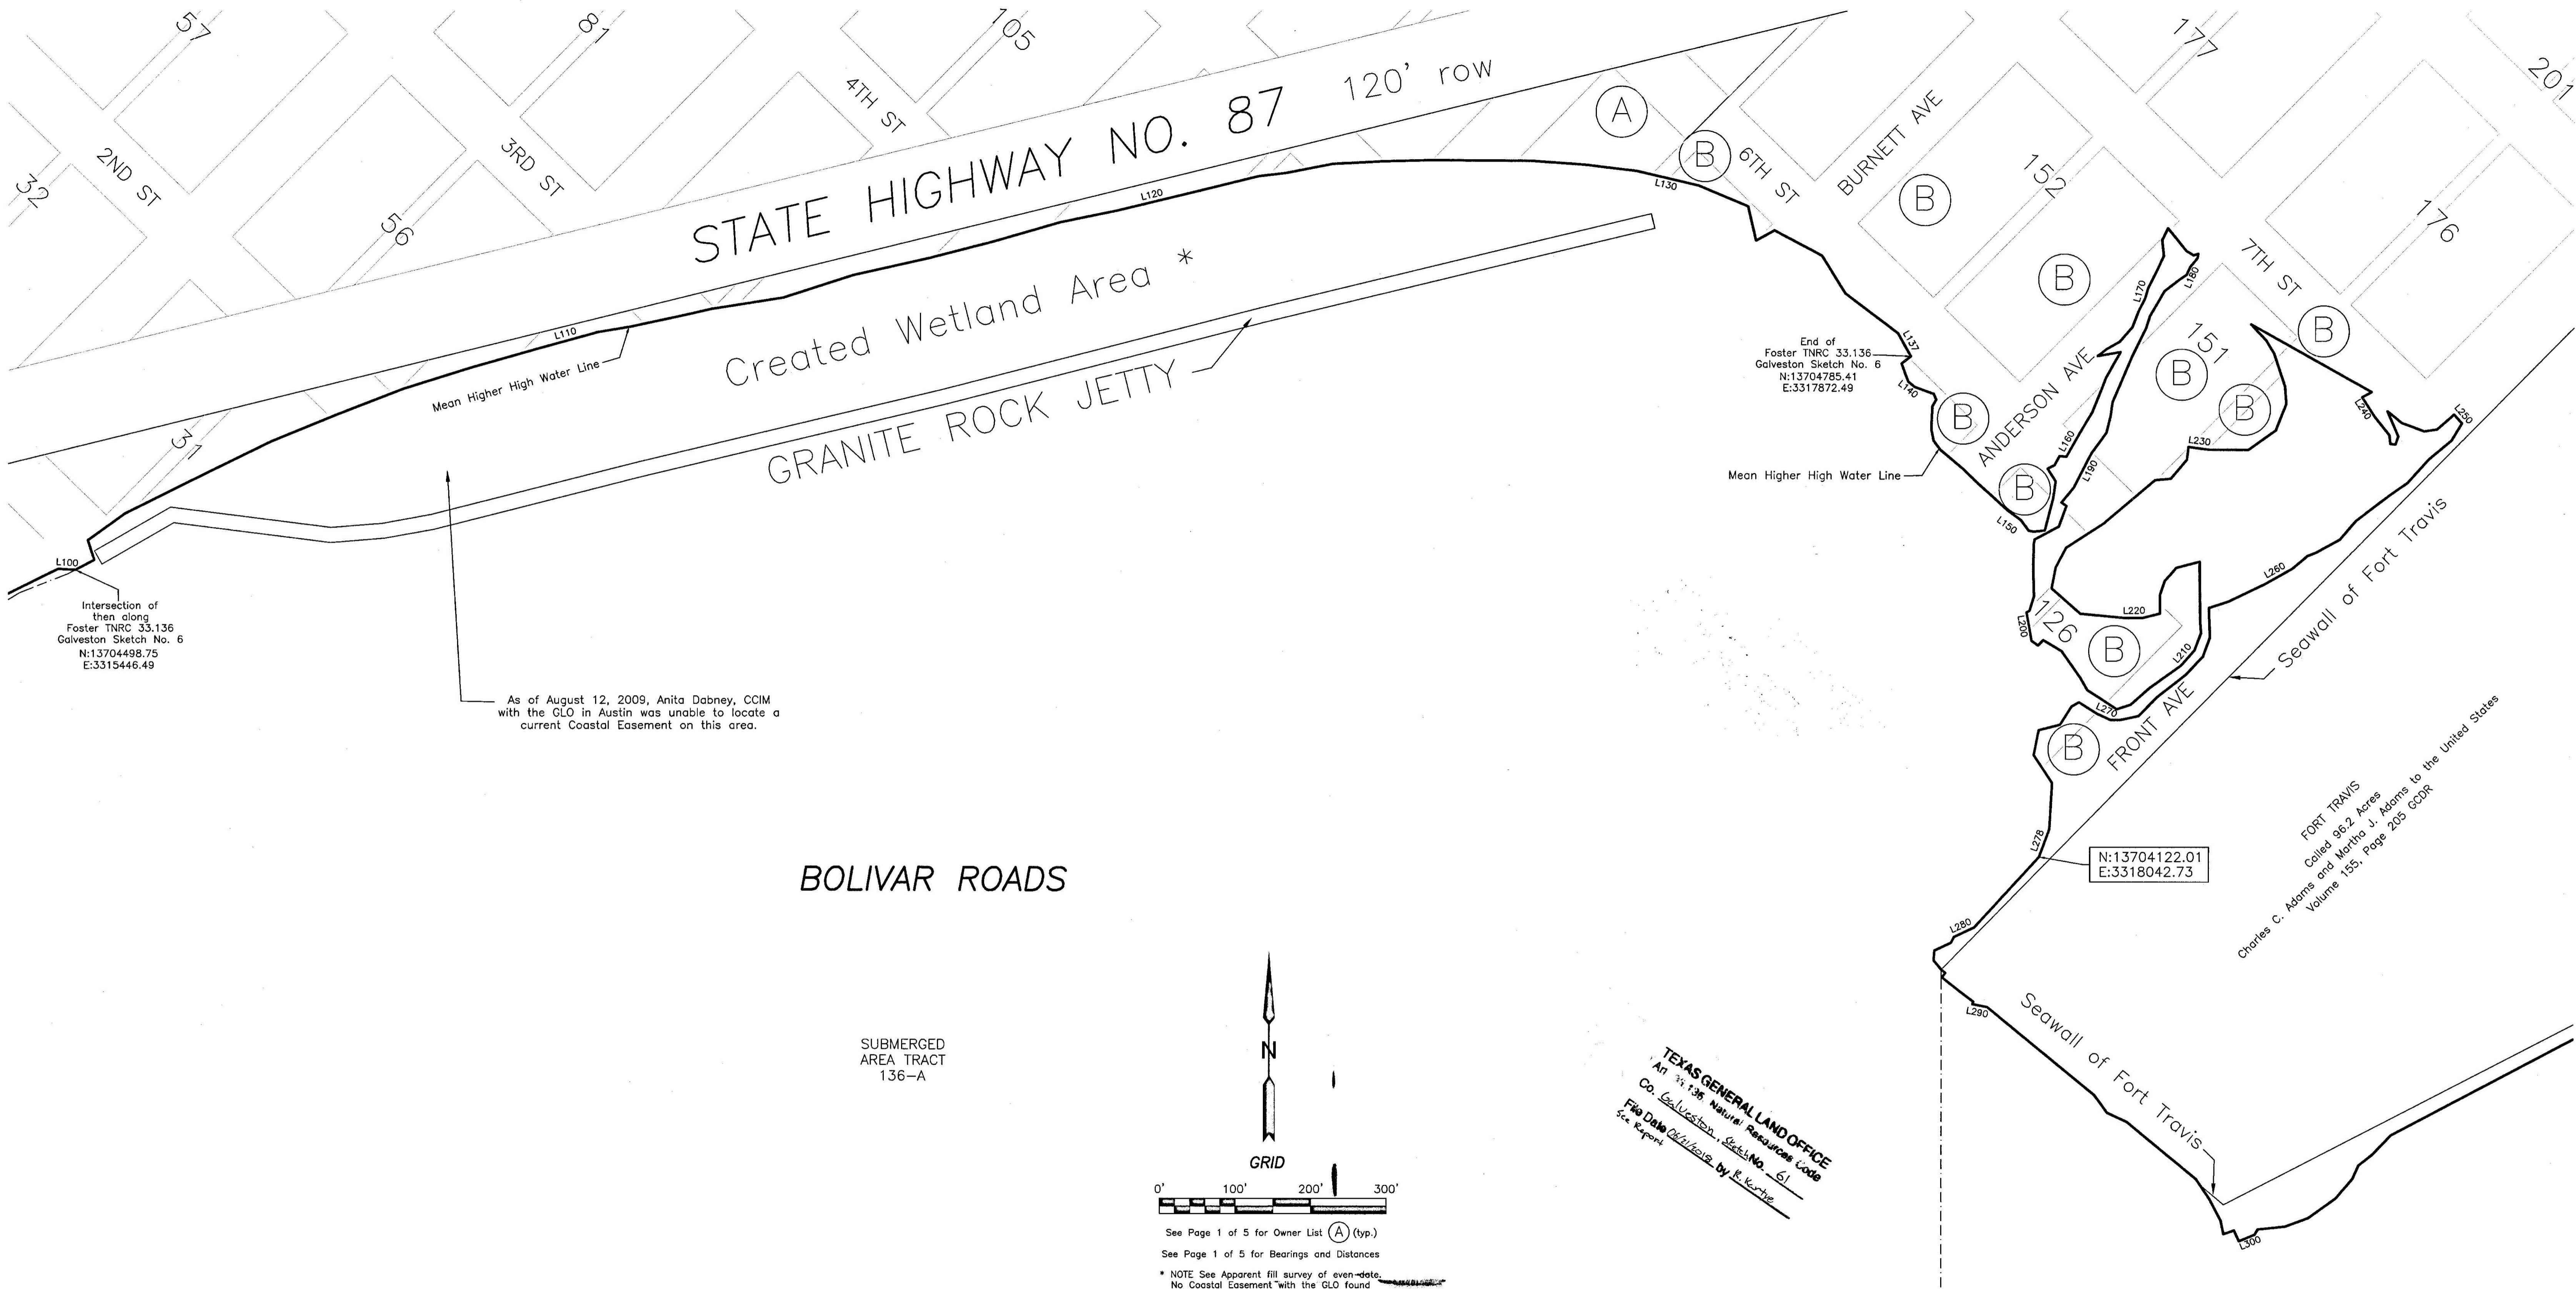 57
81
105
177
201
32
2ND ST
56
3RD ST
4TH ST
STATE HIGHWAY NO. 87 120' row
A
B
6TH ST
BURNETT AVE
B
152
B
176
7TH ST
B
L130
L120
L110
L170
L180
Mean Higher High Water Line
Created Wetland Area *
GRANITE ROCK JETTY
31
L100
Intersection of
then along
Foster TNRC 33.136
Galveston Sketch No. 6
N:13704498.75
E:3315446.49
As of August 12, 2009, Anita Dabney, CCIM
with the GLO in Austin was unable to locate a
current Coastal Easement on this area.
End of
Foster TNRC 33.136
Galveston Sketch No. 6
N:13704785.41
E:3317872.49
L137
L140
B
ANDERSON AVE
151
B
B
L240
L250
L230
L160
L190
Mean Higher High Water Line
B
L150
L260
L220
L200
126
B
L210
L270
B
FRONT AVE
Seawall of Fort Travis
L278
N:13704122.01
E:3318042.73
FORT TRAVIS
Called 96.2 Acres
Charles C. Adams and Martha J. Adams to the United States
Volume 155, Page 205 GCDR
L280
L290
Seawall of Fort Travis
L300
BOLIVAR ROADS
SUBMERGED
AREA TRACT
136-A
N
GRID
0' 100' 200' 300'
See Page 1 of 5 for Owner List A (typ.)
See Page 1 of 5 for Bearings and Distances
* NOTE See Apparent fill survey of even date.
No Coastal Easement with the GLO found
TEXAS GENERAL LAND OFFICE
33.136 Natural Resources Code
Co. Galveston, Sketch No. 61
File Date by R.
See Report